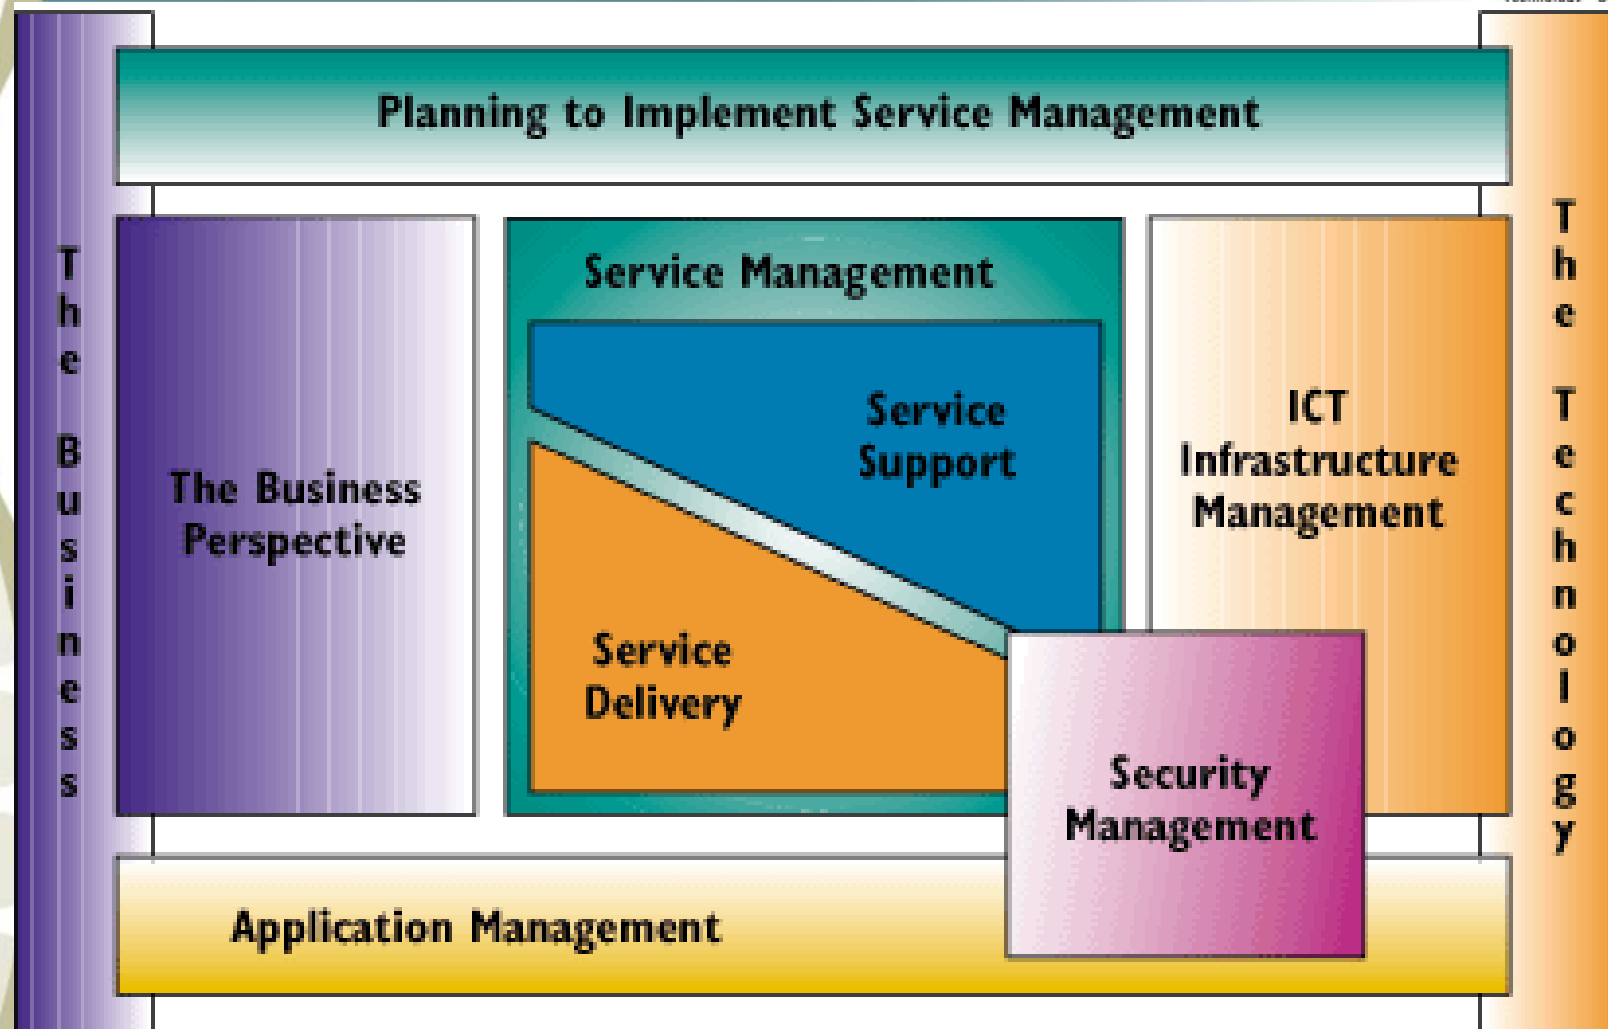 Planning to Implement Service Management
The Business
The Business
Perspective
Service Management
Service
Support
Service
Delivery
ICT
Infrastructure
Management
The Technology
Security
Management
Application Management